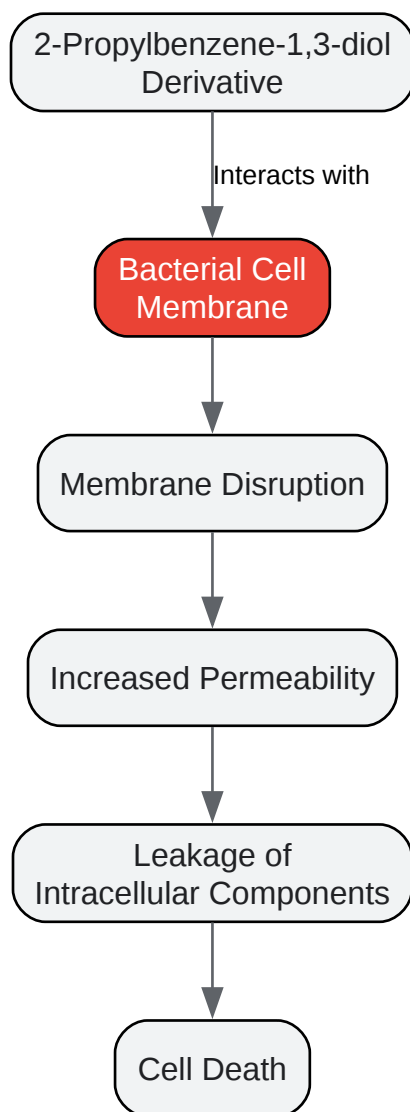 2-Propylbenzene-1,3-diol
Derivative
Interacts with
Bacterial Cell
Membrane
Membrane Disruption
Increased Permeability
Leakage of
Intracellular Components
Cell Death